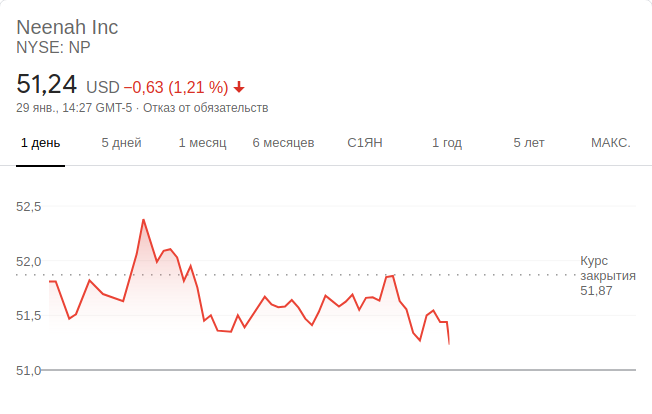 Neenah Inc
NYSE: NP
51,24 USD −0,63 (1,21 %)
29 янв., 14:27 GMT-5 · Отказ от обязательств
1 день 5 дней 1 месяц 6 месяцев С1ЯН 1 год 5 лет МАКС.
52,5
52,0
51,5
51,0
Курс
закрытия
51,87